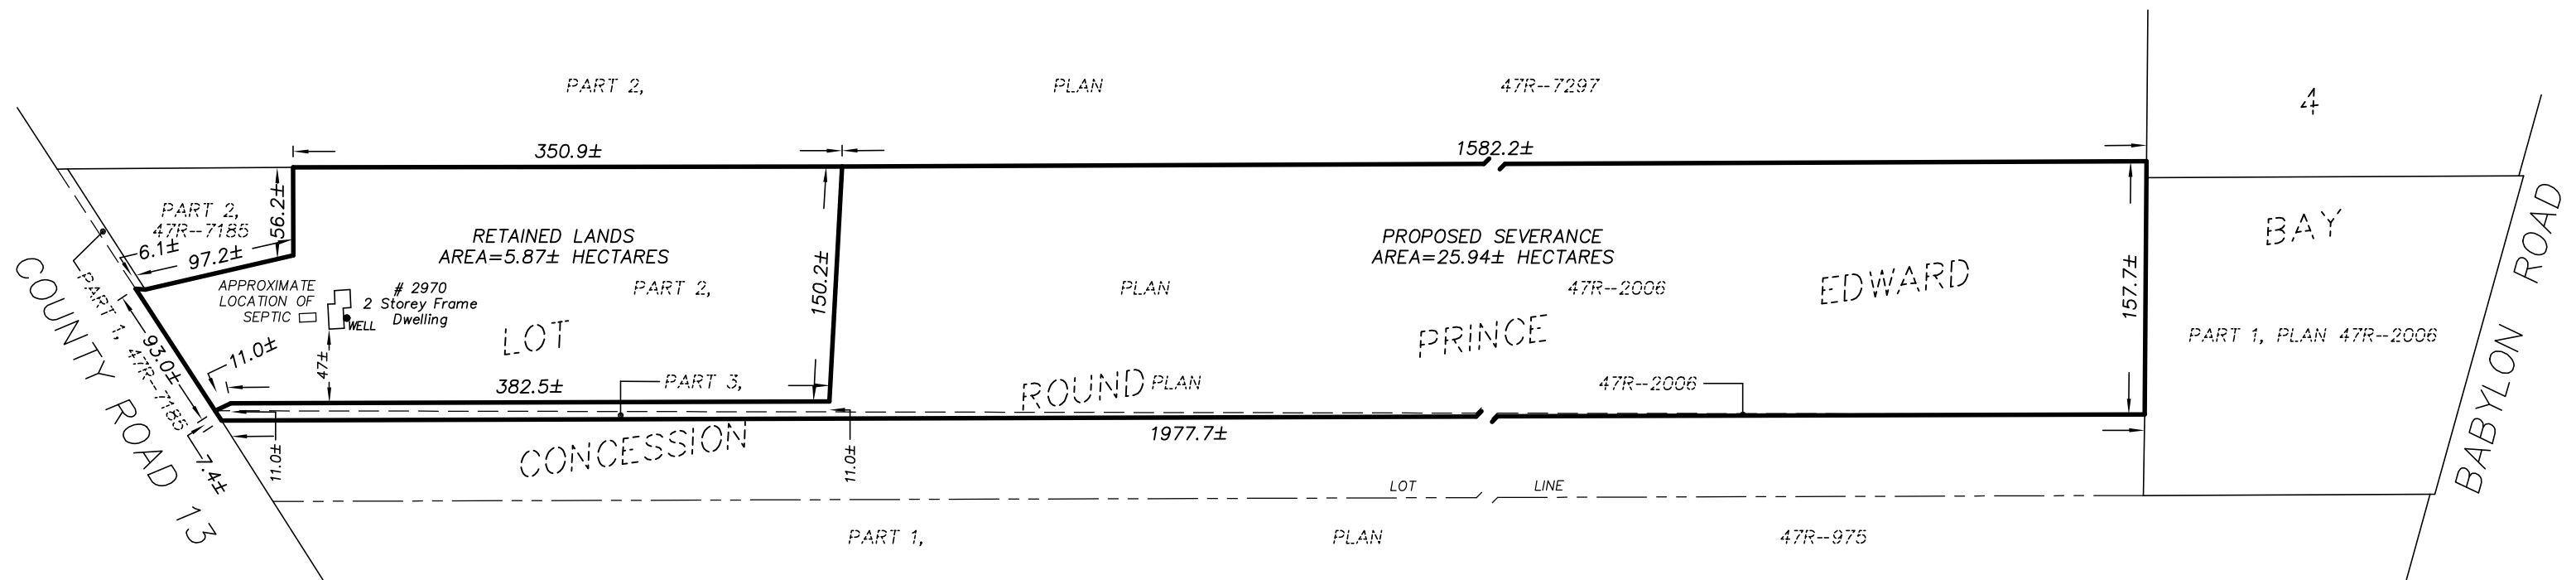 PART 2,
PLAN
47R--7297
4
350.9±
1582.2±
PART 2,
47R--7185
56.2±
6.1±
97.2±
RETAINED LANDS
AREA=5.87± HECTARES
PROPOSED SEVERANCE
AREA=25.94± HECTARES
BAY
BABYLON ROAD
COUNTY ROAD 13
PART 1, 47R--7185
APPROXIMATE
LOCATION OF
SEPTIC
# 2970
2 Storey Frame
Dwelling
WELL
PART 2,
PLAN
47R--2006
150.2±
157.7±
EDWARD
PRINCE
LOT
PART 1, PLAN 47R--2006
93.0±
11.0±
47±
382.5±
PART 3,
ROUND
PLAN
47R--2006
CONCESSION
1977.7±
11.0±
11.0±
7.4±
LOT
LINE
PART 1,
PLAN
47R--975